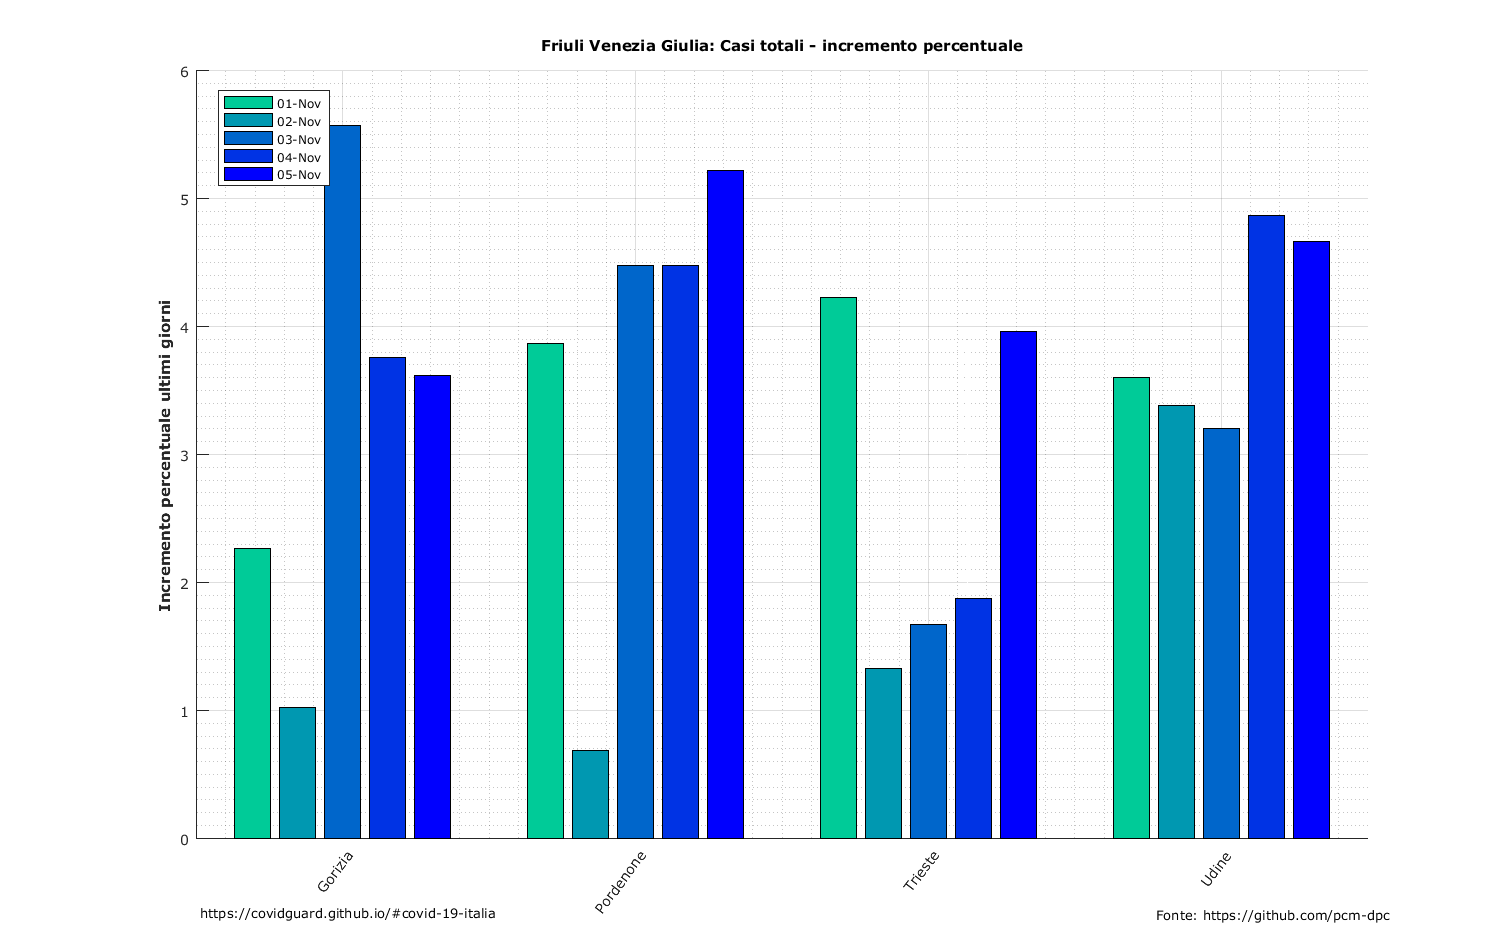 Friuli Venezia Giulia: Casi totali - incremento percentuale
6
5
4
3
2
1
0
Incremento percentuale ultimi giorni
01-Nov
02-Nov
03-Nov
04-Nov
05-Nov
Gorizia
Pordenone
Trieste
Udine
https://covidguard.github.io/#covid-19-italia
Fonte: https://github.com/pcm-dpc